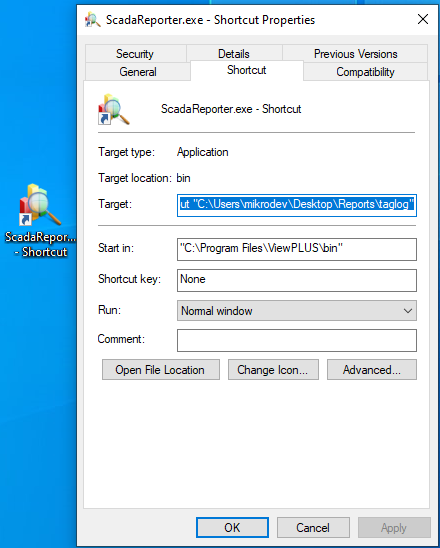 ScadaReporter.exe - Shortcut Properties
Security Details Previous Versions
General Shortcut Compatibility
ScadaReporter.exe - Shortcut
Target type: Application
Target location: bin
Target: ut "C:\Users\mikrodev\Desktop\Reports\taglog"
Start in: "C:\Program Files\ViewPLUS\bin"
Shortcut key: None
Run: Normal window
Comment:
Open File Location Change Icon... Advanced...
OK Cancel Apply
ScadaRepor...
- Shortcut